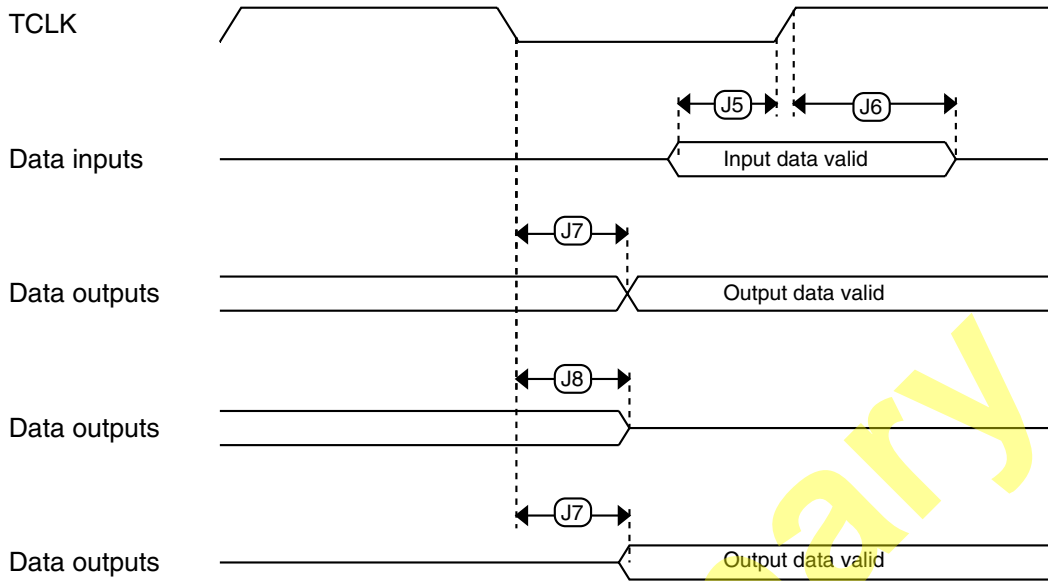 TCLK
J5
J6
Data inputs
Input data valid
J7
Data outputs
Output data valid
J8
Data outputs
J7
Data outputs
Output data valid
ary